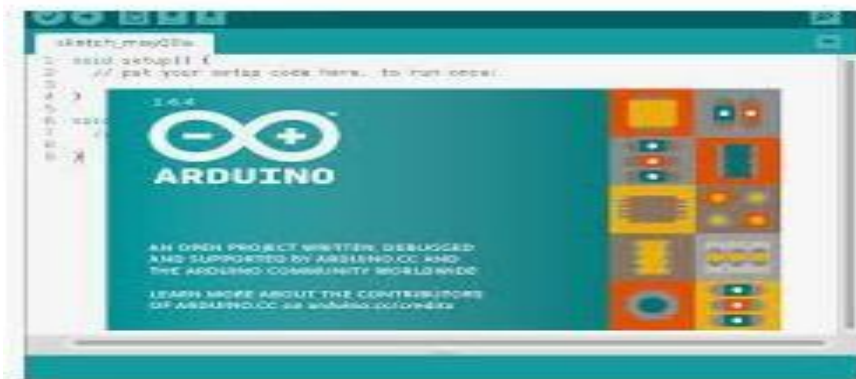 void setup() {
// put your setup code here, to run once:
}
1.6.4
ARDUINO
AN OPEN PROJECT WRITTEN, DEBUGGED
AND SUPPORTED BY ARDUINO.CC AND
THE ARDUINO COMMUNITY WORLDWIDE
LEARN MORE ABOUT THE CONTRIBUTORS
OF ARDUINO.CC on arduino.cc/credits